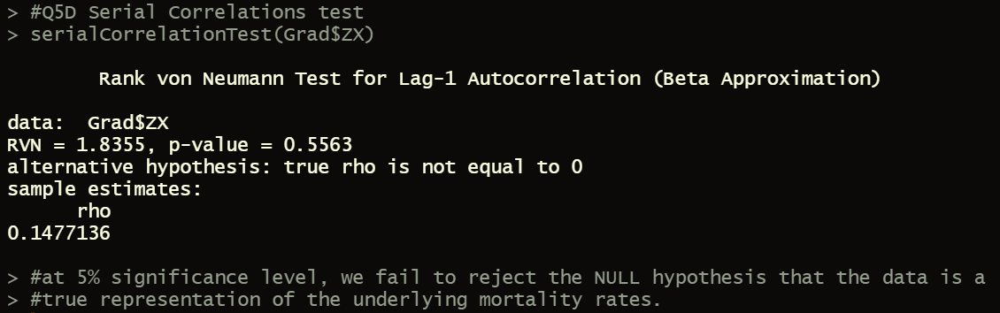 > #Q5D Serial Correlations test
> serialCorrelationTest(Grad$ZX)
Rank von Neumann Test for Lag-1 Autocorrelation (Beta Approximation)
data:  Grad$ZX
RVN = 1.8355, p-value = 0.5563
alternative hypothesis: true rho is not equal to 0
sample estimates:
rho
0.1477136
> #at 5% significance level, we fail to reject the NULL hypothesis that the data is a
> #true representation of the underlying mortality rates.